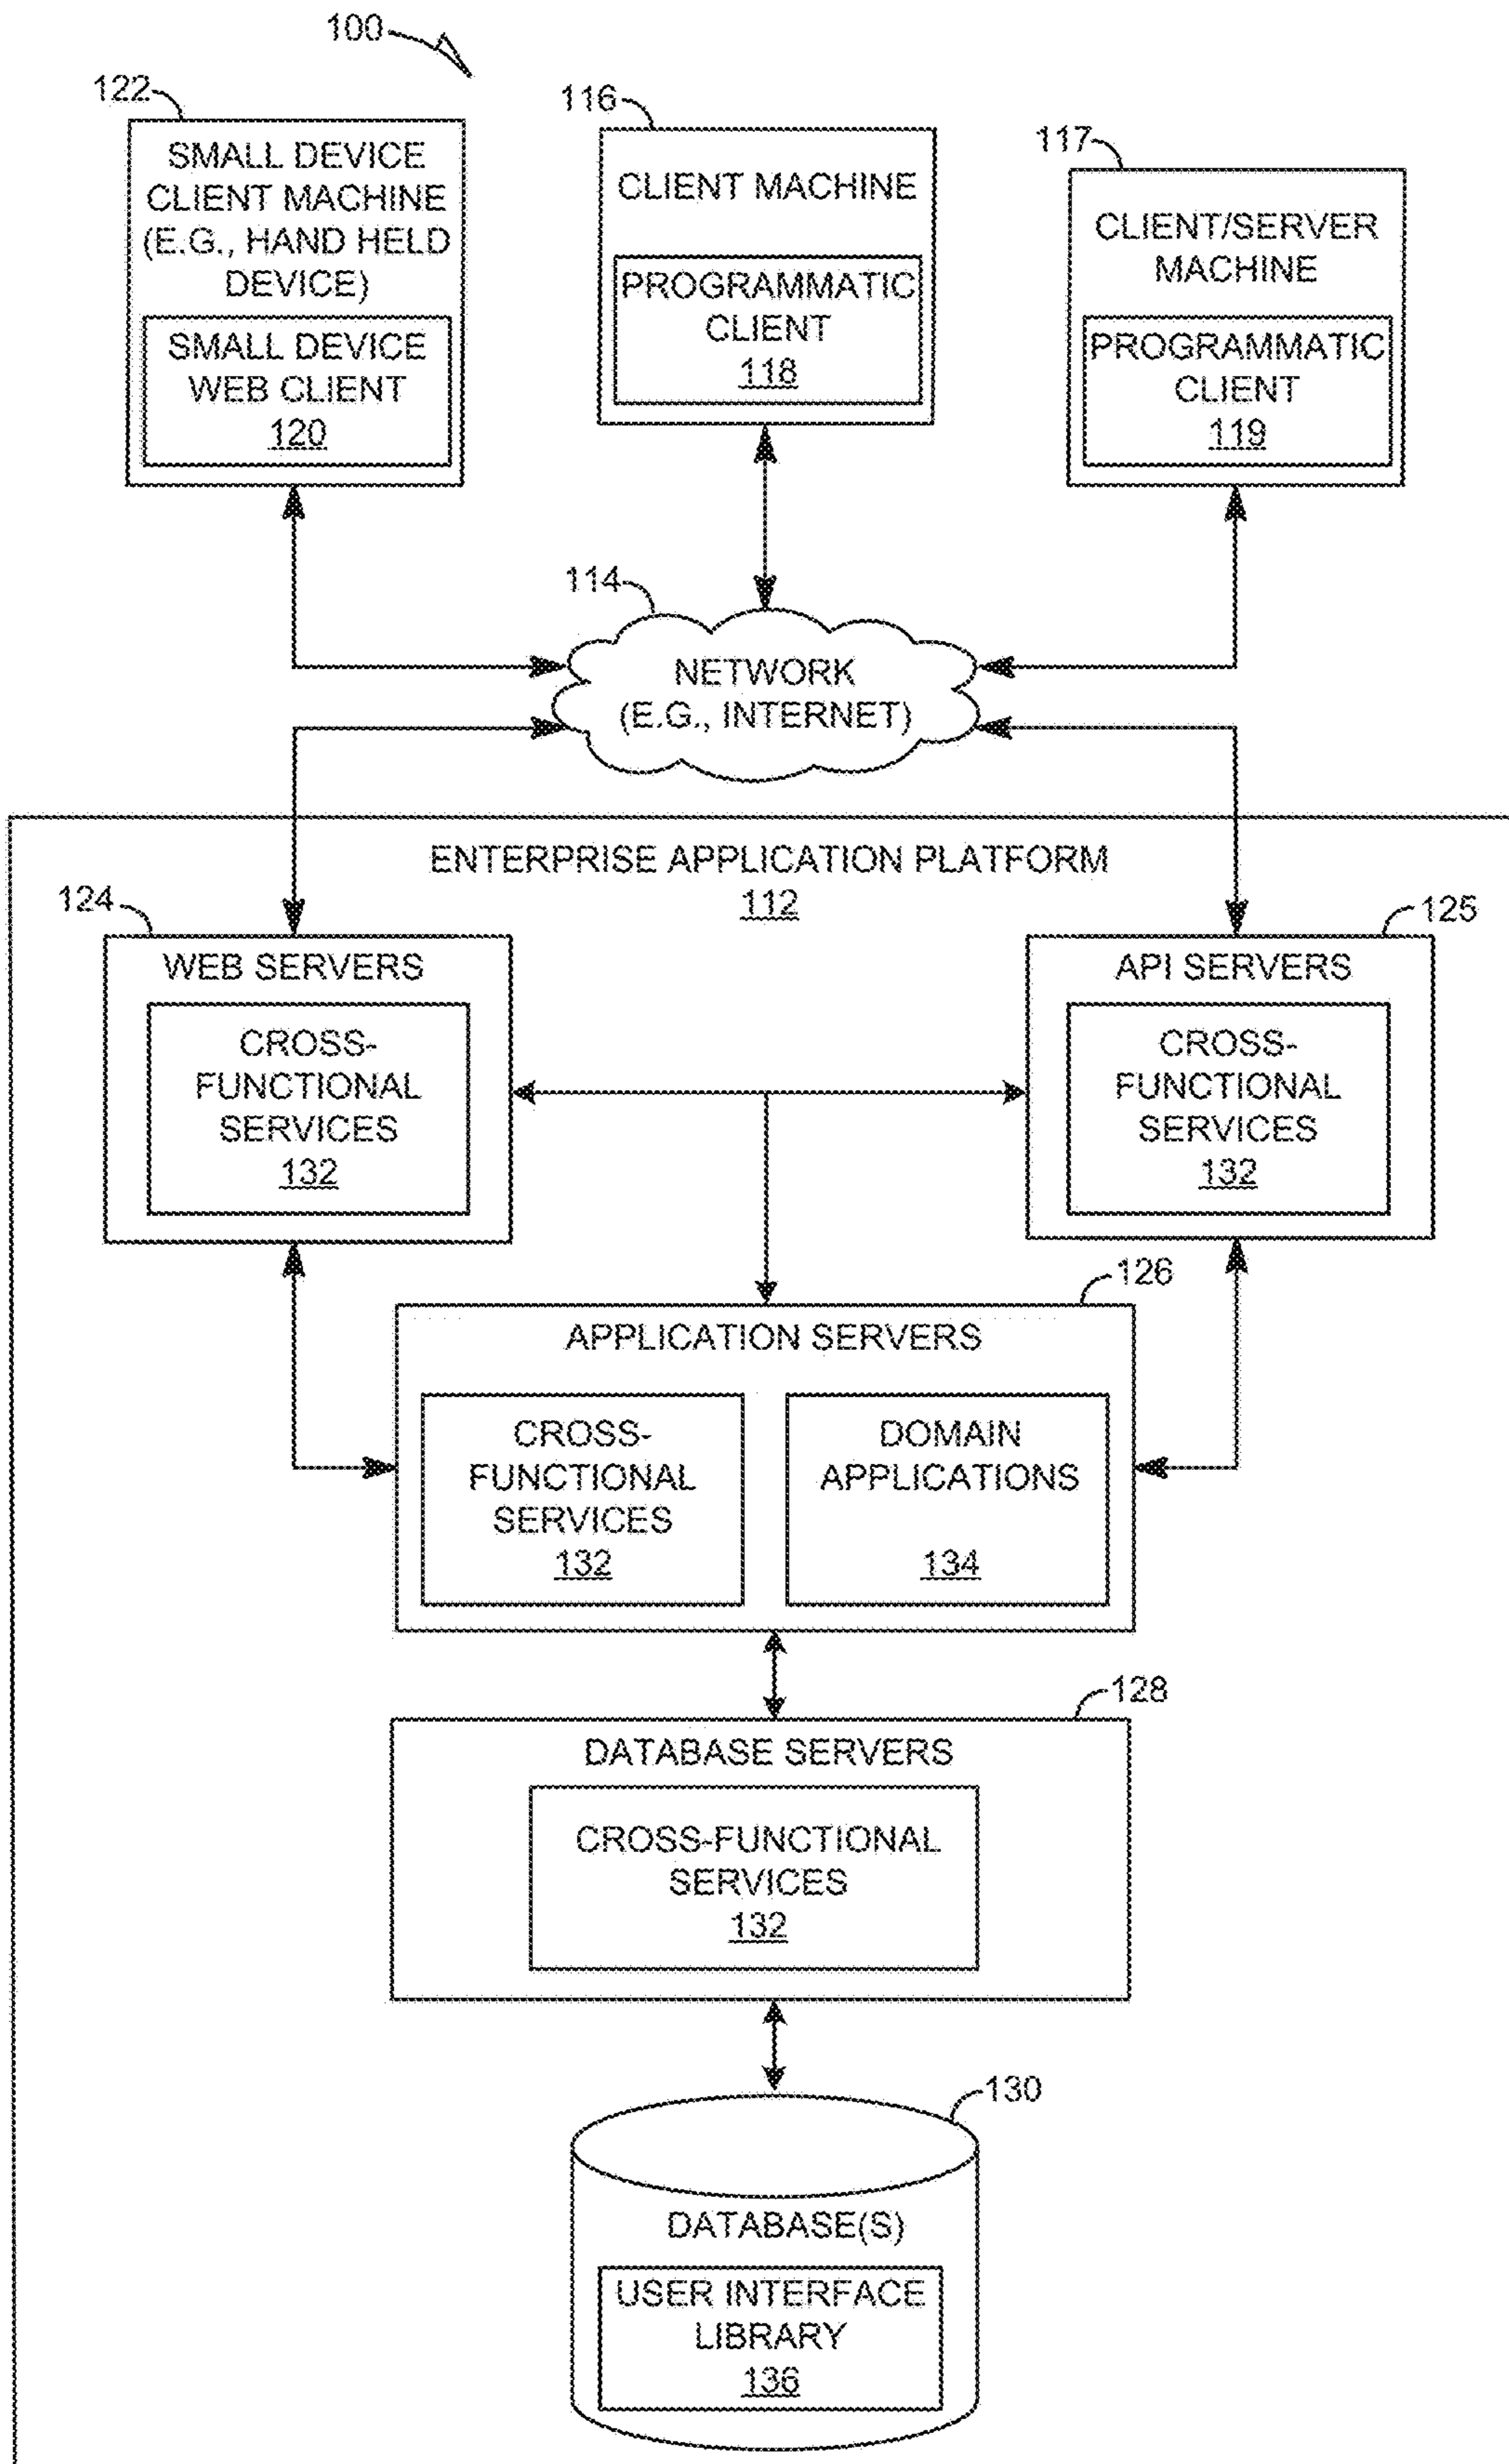 100
122
SMALL DEVICE
CLIENT MACHINE
(E.G., HAND HELD
DEVICE)
SMALL DEVICE
WEB CLIENT
120
116
CLIENT MACHINE
PROGRAMMATIC
CLIENT
118
117
CLIENT/SERVER
MACHINE
PROGRAMMATIC
CLIENT
119
114
NETWORK
(E.G., INTERNET)
ENTERPRISE APPLICATION PLATFORM
112
124
WEB SERVERS
CROSS-
FUNCTIONAL
SERVICES
132
125
API SERVERS
CROSS-
FUNCTIONAL
SERVICES
132
126
APPLICATION SERVERS
CROSS-
FUNCTIONAL
SERVICES
132
DOMAIN
APPLICATIONS
134
128
DATABASE SERVERS
CROSS-FUNCTIONAL
SERVICES
132
130
DATABASE(S)
USER INTERFACE
LIBRARY
136